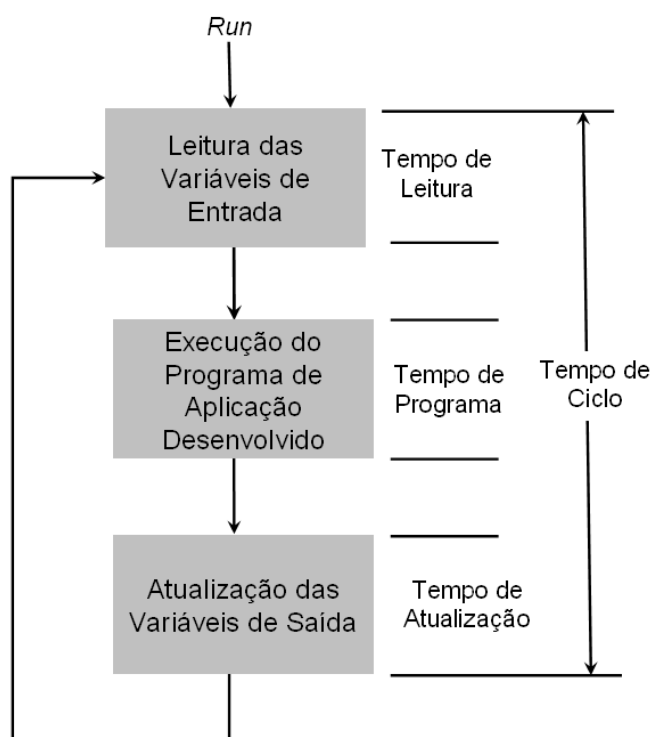 Run
Leitura das
Variáveis de
Entrada
Tempo de
Leitura
Execução do
Programa de
Aplicação
Desenvolvido
Tempo de
Programa
Tempo de
Ciclo
Atualização das
Variáveis de Saída
Tempo de
Atualização